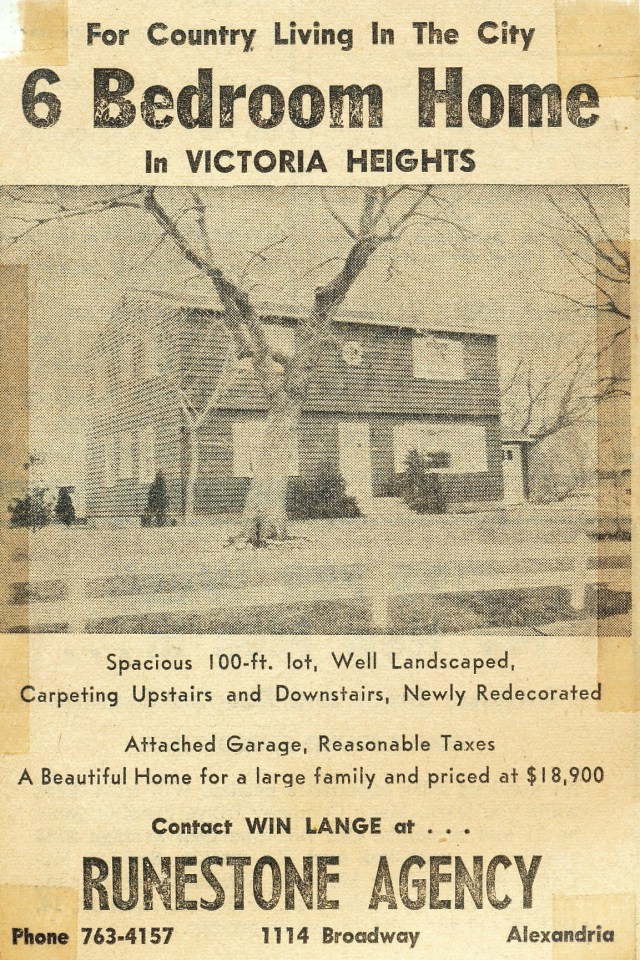 For Country Living In The City
6 Bedroom Home
In VICTORIA HEIGHTS
Spacious 100-ft. lot, Well Landscaped,
Carpeting Upstairs and Downstairs, Newly Redecorated
Attached Garage, Reasonable Taxes
A Beautiful Home for a large family and priced at $18,900
Contact WIN LANGE at . . .
RUNESTONE AGENCY
Phone 763-4157 1114 Broadway Alexandria